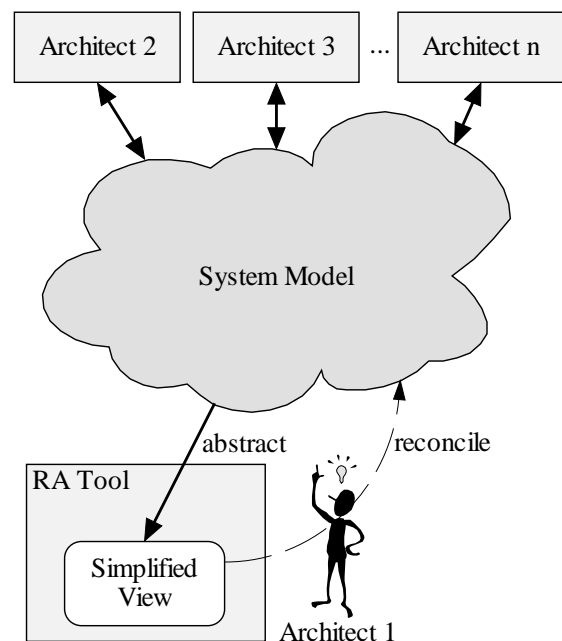 Architect 2
Architect 3
...
Architect n
System Model
abstract
reconcile
RA Tool
Simplified
View
Architect 1